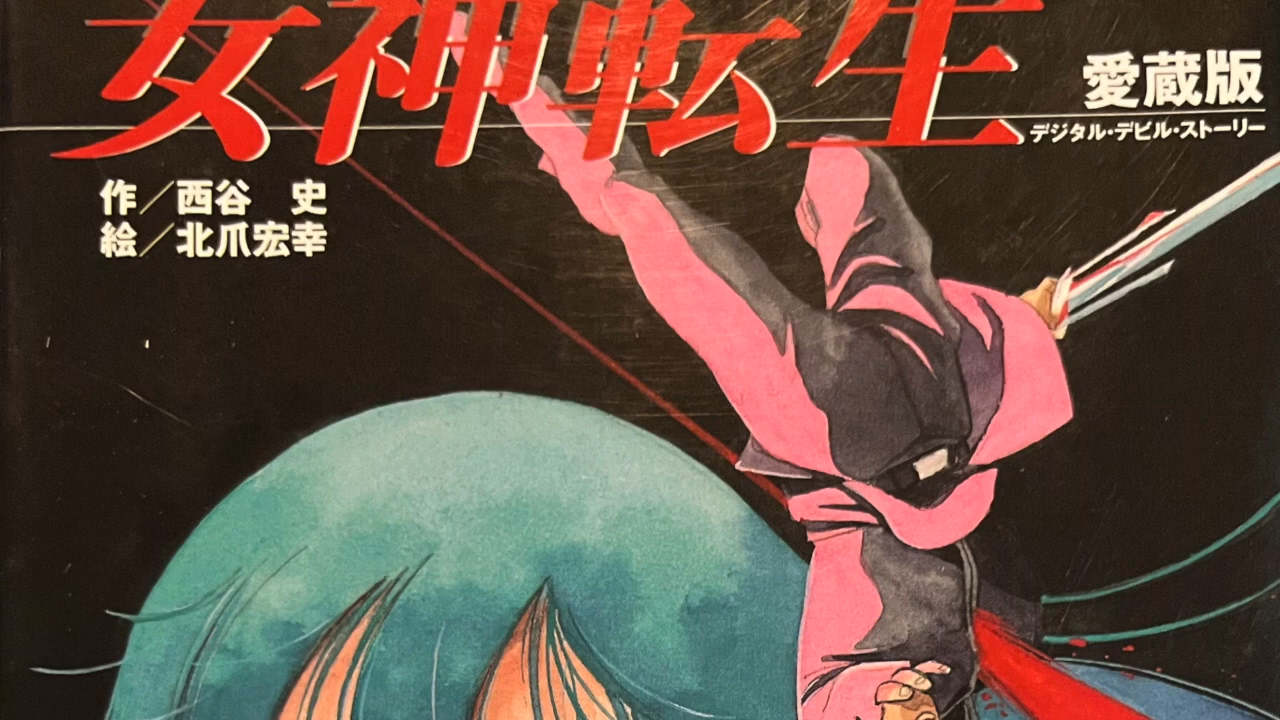 女神転生
愛蔵版
デジタル・デビル・ストーリー
作／西谷　史
絵／北爪宏幸